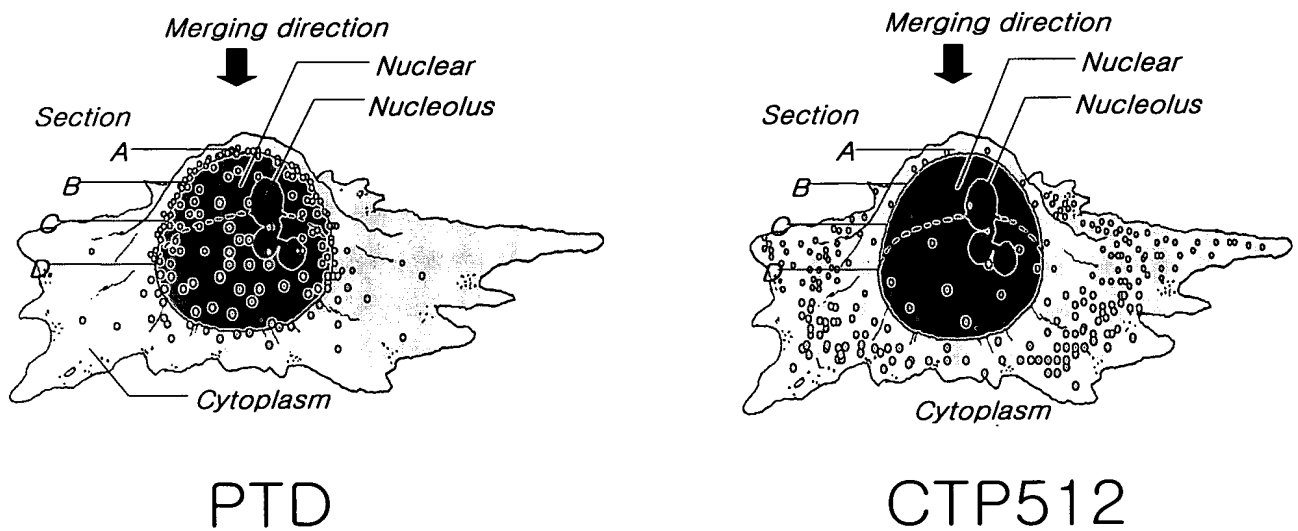 Merging direction
Nuclear
Nucleolus
Section
A
B
C
D
Cytoplasm
PTD
Merging direction
Nuclear
Nucleolus
Section
A
B
C
D
Cytoplasm
CTP512